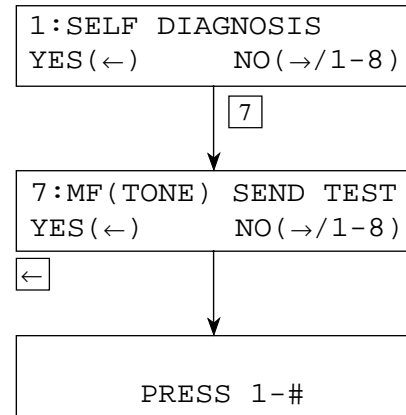 1:SELF DIAGNOSIS
YES(←) NO(→/1-8)
7
7:MF(TONE) SEND TEST
YES(←) NO(→/1-8)
←
PRESS 1-#